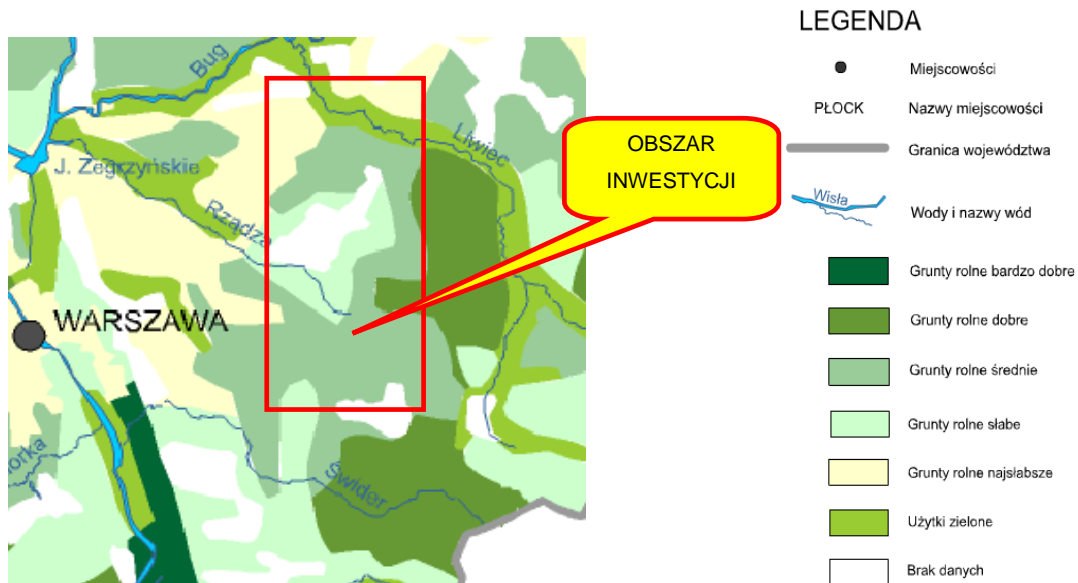 LEGENDA
Miejscowości
PŁOCK Nazwy miejscowości
Granica województwa
Wisła Wody i nazwy wód
Grunty rolne bardzo dobre
Grunty rolne dobre
Grunty rolne średnie
Grunty rolne słabe
Grunty rolne najsłabsze
Użytki zielone
Brak danych
OBSZAR
INWESTYCJI
Bug
Liwiec
J. Zegrzyńskie
Rządza
WARSZAWA
Świder